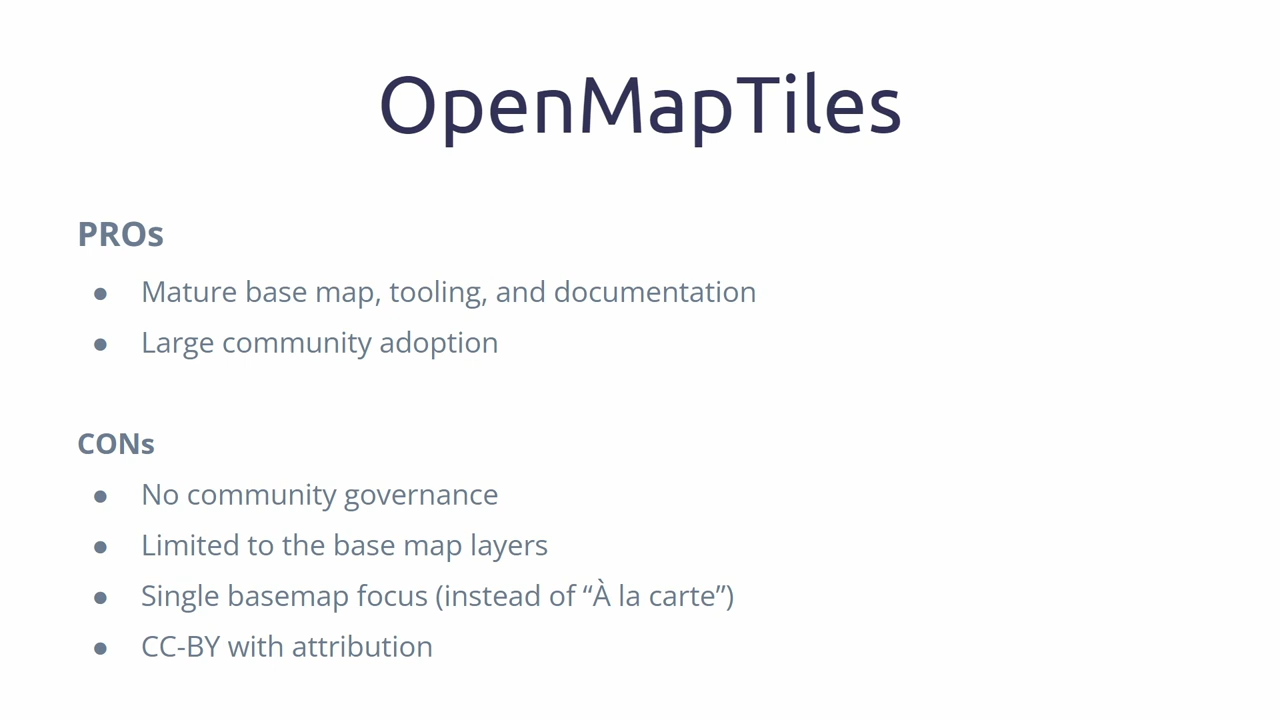 OpenMapTiles
PROs
● Mature base map, tooling, and documentation
● Large community adoption
CONs
● No community governance
● Limited to the base map layers
● Single basemap focus (instead of “À la carte”)
● CC-BY with attribution